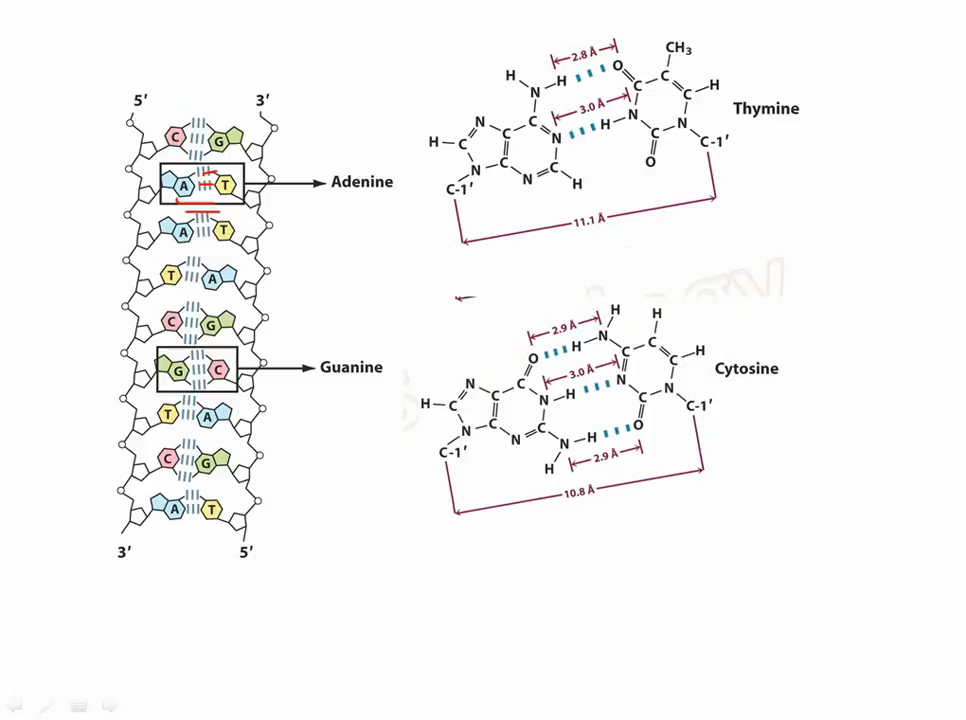 5′ 3′
C G
A T
A T
T A
C G
G C
T A
C G
A T
3′ 5′
Adenine
Guanine
2.8 Å
CH₃
H H O
N C C H
3.0 Å
N C N H N C
H C C N C N C-1′
N C C O
C-1′ N H
Thymine
11.1 Å
H H
2.9 Å
O H N C C H
3.0 Å
N C C N H N C N
H C C N C O C-1′
N C N H
C-1′ H
2.9 Å
Cytosine
10.8 Å